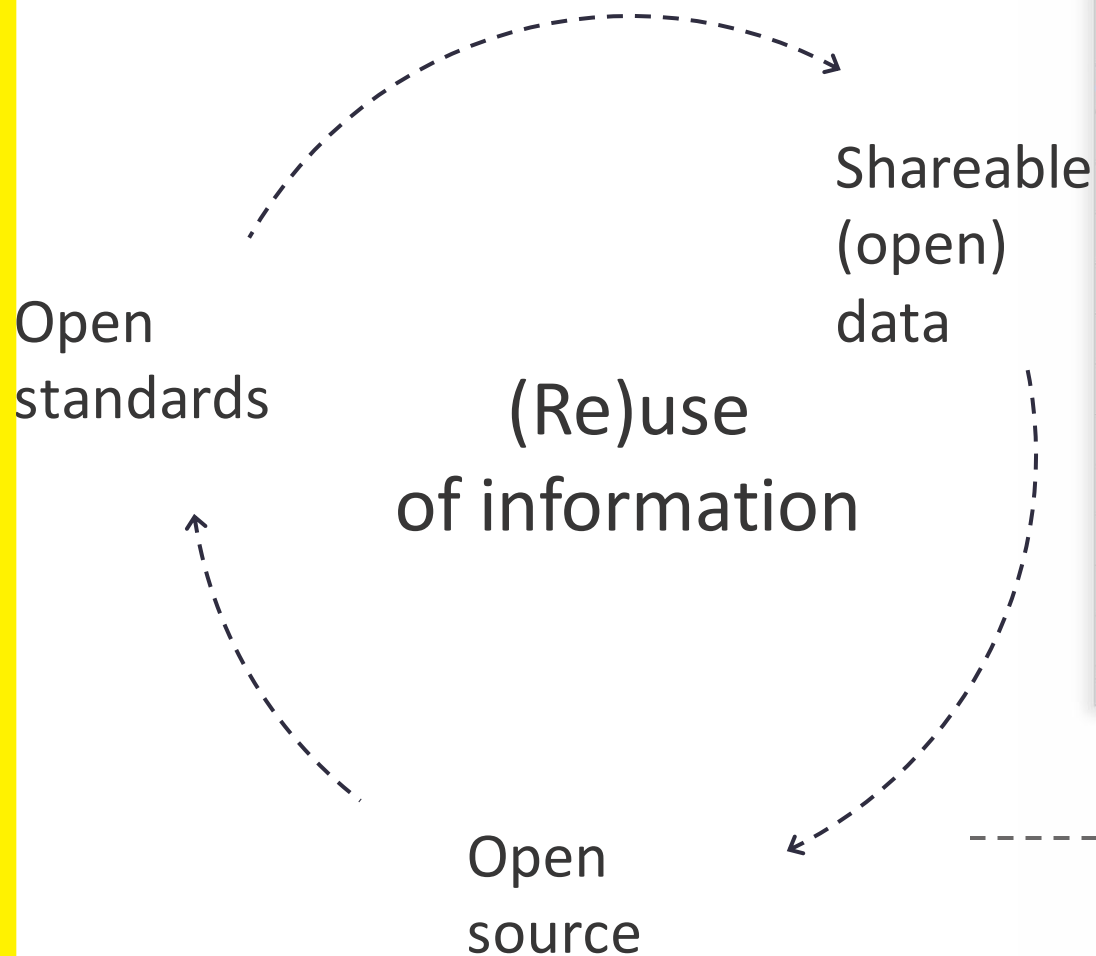 Shareable
(open)
data
Open
standards
(Re)use
of information
Open
source